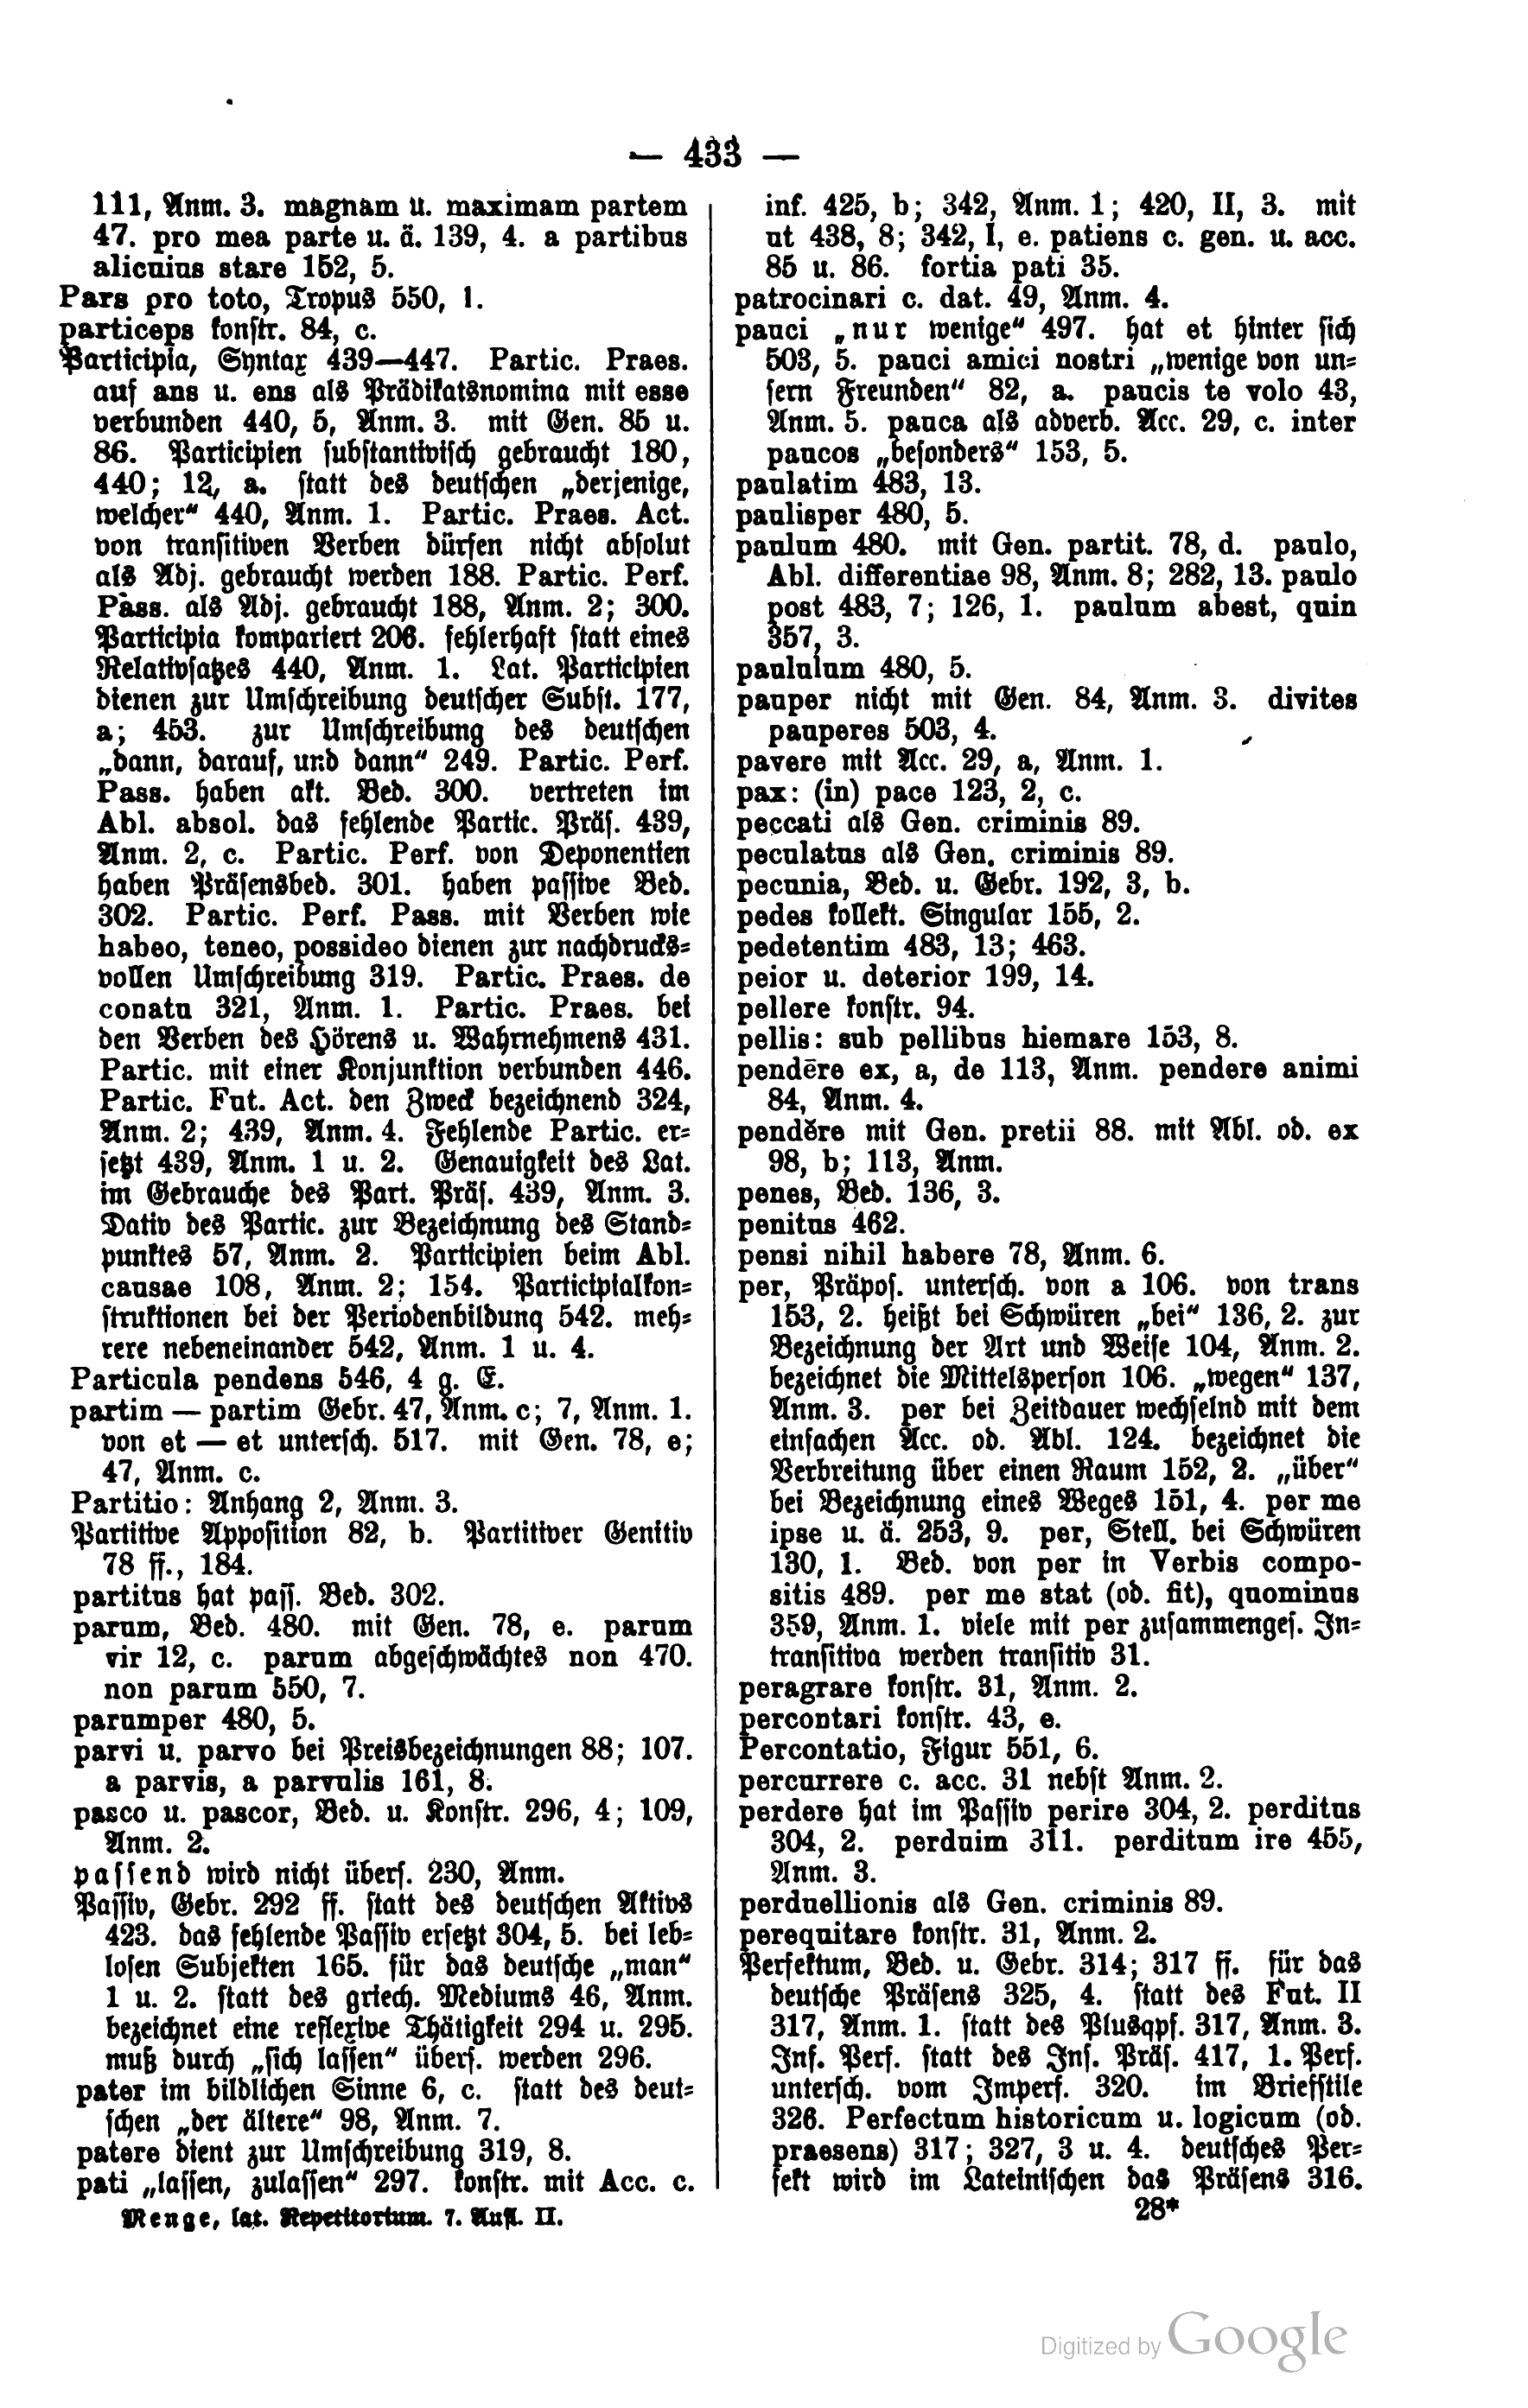 — 433 —
111, Anm. 3. magnam u. maximam partem
47. pro mea parte u. ä. 139, 4. a partibus
alicuius stare 152, 5.
Pars pro toto, Tropus 550, 1.
particeps konstr. 84, c.
Participia, Syntax 439—447. Partic. Praes.
auf ans u. ens als Prädikatsnomina mit esse
verbunden 440, 5, Anm. 3. mit Gen. 85 u.
86. Participien substantivisch gebraucht 180,
440; 12, a. statt des deutschen „derjenige,
welcher“ 440, Anm. 1. Partic. Praes. Act.
von transitiven Verben dürfen nicht absolut
als Adj. gebraucht werden 188. Partic. Perf.
Pass. als Adj. gebraucht 188, Anm. 2; 300.
Participia kompariert 206. fehlerhaft statt eines
Relativsatzes 440, Anm. 1. Lat. Participien
dienen zur Umschreibung deutscher Subst. 177,
a; 453. zur Umschreibung des deutschen
„dann, darauf, und dann“ 249. Partic. Perf.
Pass. haben akt. Bed. 300. vertreten im
Abl. absol. das fehlende Partic. Präs. 439,
Anm. 2, c. Partic. Perf. von Deponentien
haben Präsensbed. 301. haben passive Bed.
302. Partic. Perf. Pass. mit Verben wie
habeo, teneo, possideo dienen zur nachdrucks-
vollen Umschreibung 319. Partic. Praes. de
conatu 321, Anm. 1. Partic. Praes. bei
den Verben des Hörens u. Wahrnehmens 431.
Partic. mit einer Konjunktion verbunden 446.
Partic. Fut. Act. den Zweck bezeichnend 324,
Anm. 2; 439, Anm. 4. Fehlende Partic. er-
setzt 439, Anm. 1 u. 2. Genauigkeit des Lat.
im Gebrauche des Part. Präs. 439, Anm. 3.
Dativ des Partic. zur Bezeichnung des Stand-
punktes 57, Anm. 2. Participien beim Abl.
causae 108, Anm. 2; 154. Participialkon-
struktionen bei der Periodenbildung 542. meh-
rere nebeneinander 542, Anm. 1 u. 4.
Particula pendens 546, 4 g. E.
partim — partim Gebr. 47, Anm. c; 7, Anm. 1.
von et — et untersch. 517. mit Gen. 78, e;
47, Anm. c.
Partitio: Anhang 2, Anm. 3.
Partitive Apposition 82, b. Partitiver Genitiv
78 ff., 184.
partitus hat pass. Bed. 302.
parum, Bed. 480. mit Gen. 78, e. parum
vir 12, c. parum abgeschwächtes non 470.
non parum 550, 7.
parumper 480, 5.
parvi u. parvo bei Preisbezeichnungen 88; 107.
a parvis, a parvulis 161, 8.
pasco u. pascor, Bed. u. Konstr. 296, 4; 109,
Anm. 2.
passend wird nicht übers. 230, Anm.
Passiv, Gebr. 292 ff. statt des deutschen Aktivs
423. das fehlende Passiv ersetzt 304, 5. bei leb-
losen Subjekten 165. für das deutsche „man“
1 u. 2. statt des griech. Mediums 46, Anm.
bezeichnet eine reflexive Thätigkeit 294 u. 295.
muß durch „sich lassen“ übers. werden 296.
pater im bildlichen Sinne 6, c. statt des deut-
schen „der ältere“ 98, Anm. 7.
patere dient zur Umschreibung 319, 8.
pati „lassen, zulassen“ 297. konstr. mit Acc. c.
Menge, lat. Repetitorium. 7. Aufl. II.
inf. 425, b; 342, Anm. 1; 420, II, 3. mit
ut 438, 8; 342, I, e. patiens c. gen. u. acc.
85 u. 86. fortia pati 35.
patrocinari c. dat. 49, Anm. 4.
pauci „nur wenige“ 497. hat et hinter sich
503, 5. pauci amici nostri „wenige von un-
sern Freunden“ 82, a. paucis te volo 43,
Anm. 5. pauca als adverb. Acc. 29, c. inter
paucos „besonders“ 153, 5.
paulatim 483, 13.
paulisper 480, 5.
paulum 480. mit Gen. partit. 78, d. paulo,
Abl. differentiae 98, Anm. 8; 282, 13. paulo
post 483, 7; 126, 1. paulum abest, quin
357, 3.
paululum 480, 5.
pauper nicht mit Gen. 84, Anm. 3. divites
pauperes 503, 4.
pavere mit Acc. 29, a, Anm. 1.
pax: (in) pace 123, 2, c.
peccati als Gen. criminis 89.
peculatus als Gen. criminis 89.
pecunia, Bed. u. Gebr. 192, 3, b.
pedes kollekt. Singular 155, 2.
pedetentim 483, 13; 463.
peior u. deterior 199, 14.
pellere konstr. 94.
pellis: sub pellibus hiemare 153, 8.
pendēre ex, a, de 113, Anm. pendere animi
84, Anm. 4.
penděre mit Gen. pretii 88. mit Abl. ob. ex
98, b; 113, Anm.
penes, Bed. 136, 3.
penitus 462.
pensi nihil habere 78, Anm. 6.
per, Präpos. untersch. von a 106. von trans
153, 2. heißt bei Schwüren „bei“ 136, 2. zur
Bezeichnung der Art und Weise 104, Anm. 2.
bezeichnet die Mittelsperson 106. „wegen“ 137,
Anm. 3. per bei Zeitdauer wechselnd mit dem
einfachen Acc. od. Abl. 124. bezeichnet die
Verbreitung über einen Raum 152, 2. „über“
bei Bezeichnung eines Weges 151, 4. per me
ipse u. ä. 253, 9. per, Stell. bei Schwüren
130, 1. Bed. von per in Verbis compo-
sitis 489. per me stat (ob. fit), quominus
359, Anm. 1. viele mit per zusammenges. In-
transitiva werden transitiv 31.
peragrare konstr. 31, Anm. 2.
percontari konstr. 43, e.
Percontatio, Figur 551, 6.
percurrere c. acc. 31 nebst Anm. 2.
perdere hat im Passiv perire 304, 2. perditus
304, 2. perduim 311. perditum ire 455,
Anm. 3.
perduellionis als Gen. criminis 89.
perequitare konstr. 31, Anm. 2.
Perfektum, Bed. u. Gebr. 314; 317 ff. für das
deutsche Präsens 325, 4. statt des Fut. II
317, Anm. 1. statt des Plusqpf. 317, Anm. 3.
Inf. Perf. statt des Inf. Präs. 417, 1. Perf.
untersch. vom Imperf. 320. im Briefstile
326. Perfectum historicum u. logicum (ob.
praesens) 317; 327, 3 u. 4. deutsches Per-
fekt wird im Lateinischen das Präsens 316.
28*
Digitized by Google